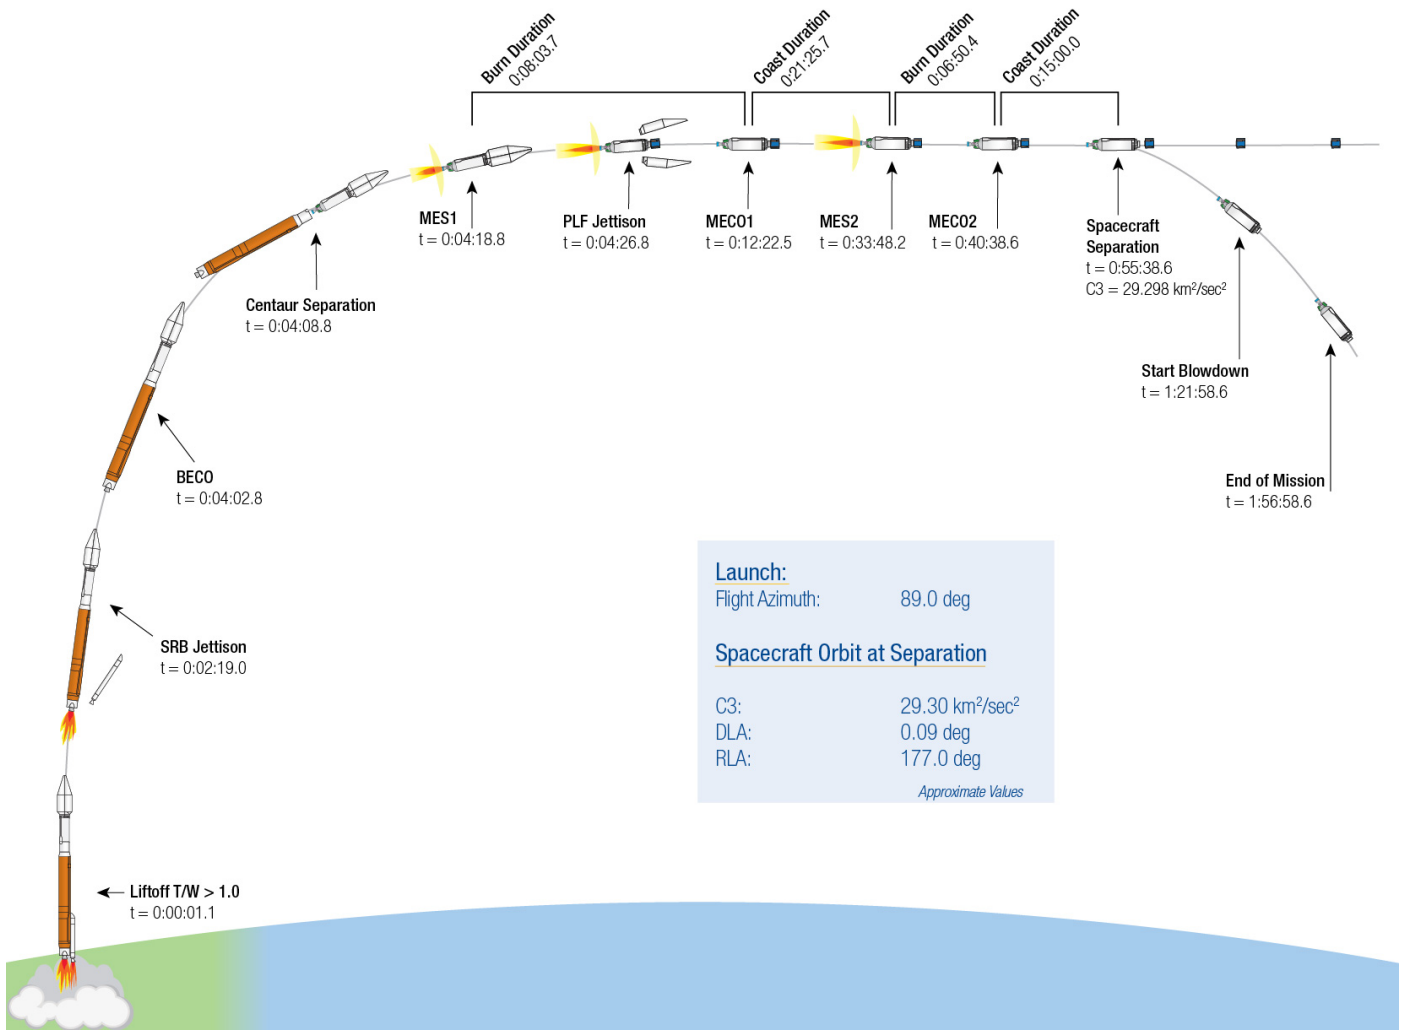 Burn Duration
0:08:03.7
Coast Duration
0:21:25.7
Burn Duration
0:06:50.4
Coast Duration
0:15:00.0
MES1
t = 0:04:18.8
PLF Jettison
t = 0:04:26.8
MECO1
t = 0:12:22.5
MES2
t = 0:33:48.2
MECO2
t = 0:40:38.6
Spacecraft
Separation
t = 0:55:38.6
C3 = 29.298 km²/sec²
Centaur Separation
t = 0:04:08.8
Start Blowdown
t = 1:21:58.6
BECO
t = 0:04:02.8
End of Mission
t = 1:56:58.6
SRB Jettison
t = 0:02:19.0
Liftoff T/W > 1.0
t = 0:00:01.1
Launch:
Flight Azimuth: 89.0 deg
Spacecraft Orbit at Separation
C3: 29.30 km²/sec²
DLA: 0.09 deg
RLA: 177.0 deg
Approximate Values